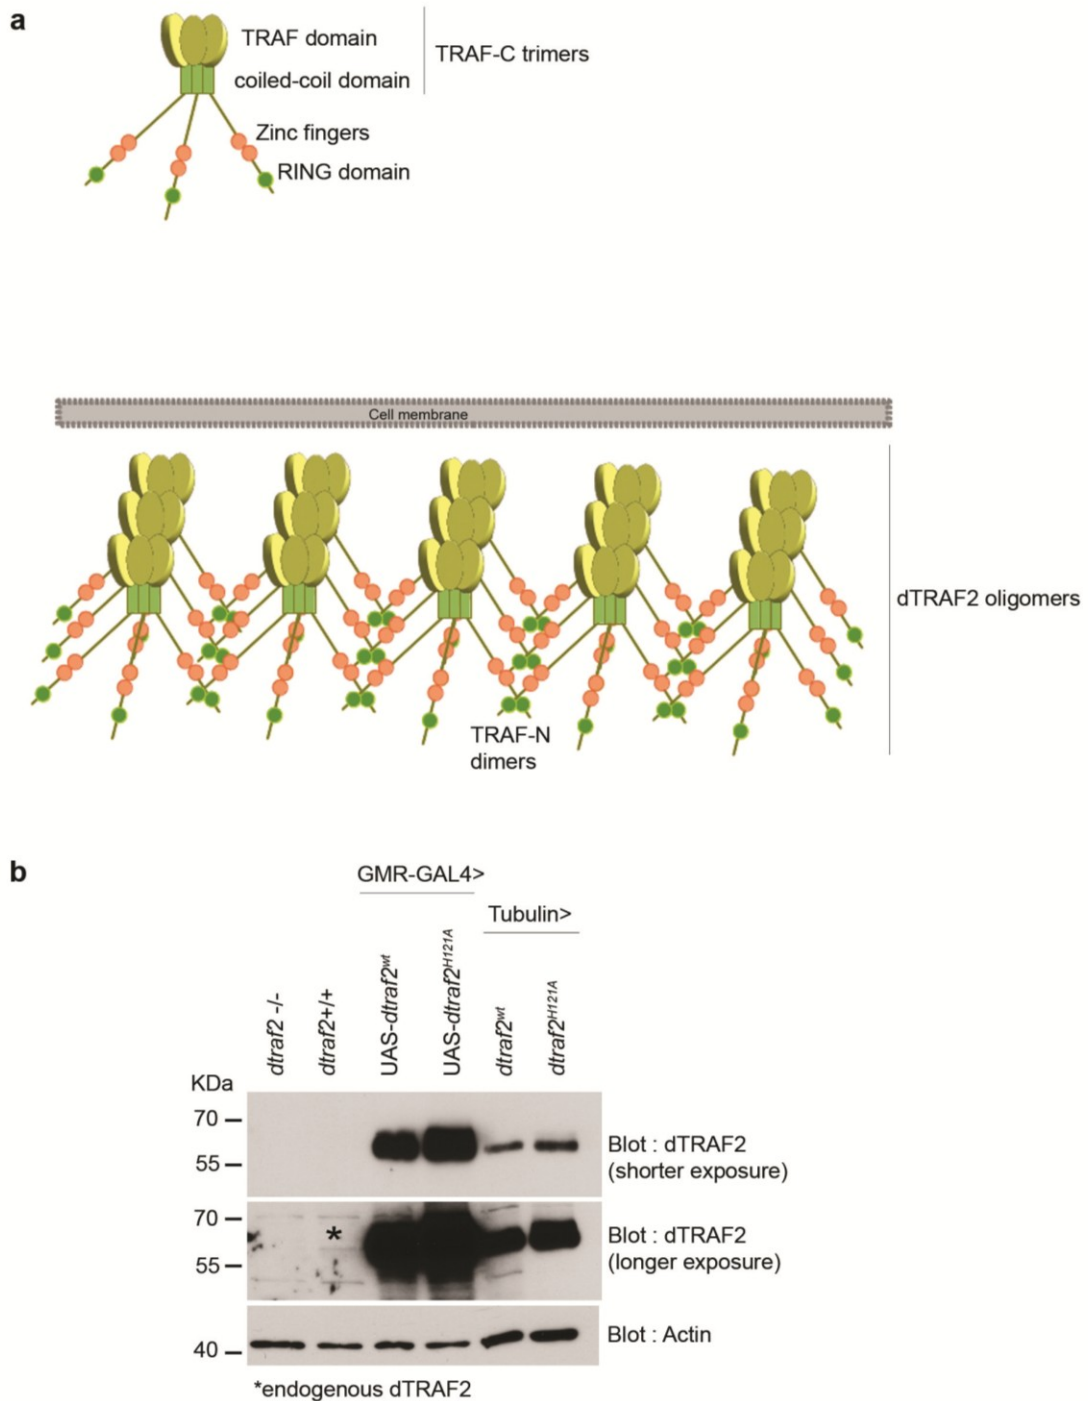 a
TRAF domain
TRAF-C trimers
coiled-coil domain
Zinc fingers
RING domain
Cell membrane
dTRAF2 oligomers
TRAF-N
dimers
b
GMR-GAL4>
Tubulin>
dtraf2 -/-
dtraf2+/+
UAS-dtraf2wt
UAS-dtraf2H121A
dtraf2wt
dtraf2H121A
KDa
70
55
Blot : dTRAF2
(shorter exposure)
70
*
55
Blot : dTRAF2
(longer exposure)
40
Blot : Actin
*endogenous dTRAF2